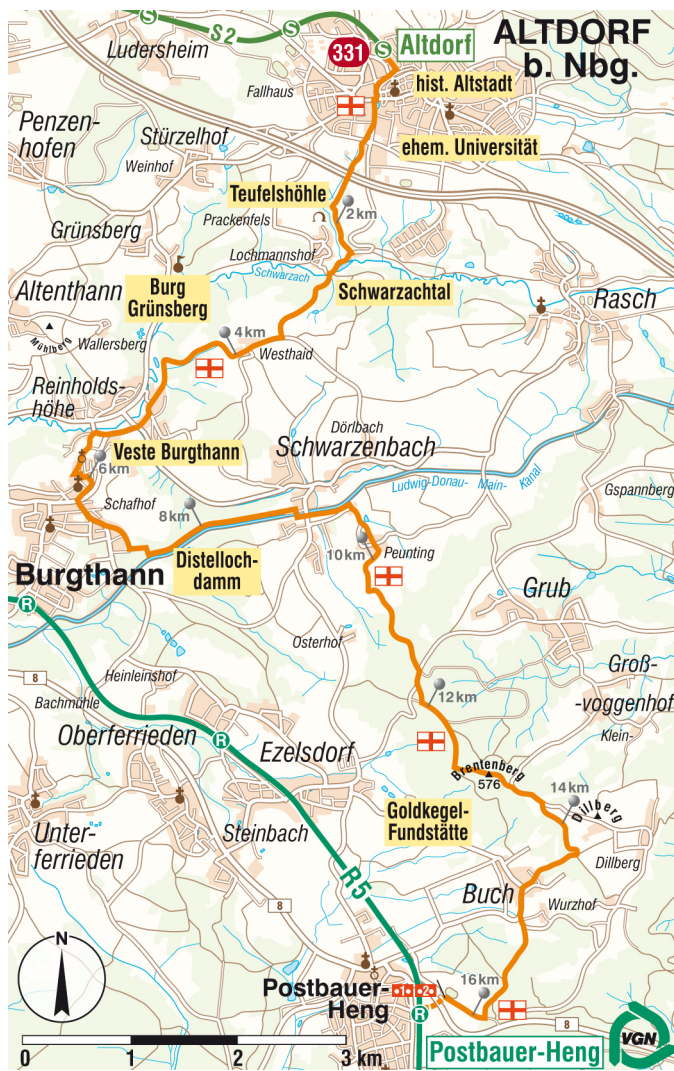 S
S2
S
S
Altdorf
331
ALTDORF
b. Nbg.
Ludersheim
Fallhaus
hist. Altstadt
Penzen-
hofen
Stürzelhof
ehem. Universität
Weinhof
Teufelshöhle
2 km
Prackenfels
Grünsberg
Lochmannshof
Schwarzach
Burg
Grünsberg
Schwarzachtal
Altenthann
Rasch
Mühlberg
Wallersberg
4 km
Westhaid
Reinholds-
höhe
Dörlbach
Veste Burgthann
Schwarzenbach
6 km
Ludwig-Donau-Main-Kanal
Gspannberg
Schafhof
8 km
10 km
Peunting
Distelloch-
damm
Burgthann
Grub
R
Osterhof
8
Heinleinshof
Groß-
-voggenhof
Klein-
12 km
Bachmühle
Oberferrieden
R
Ezelsdorf
Brentenberg
576
14 km
Dillberg
Goldkegel-
Fundstätte
Unter-
ferrieden
Steinbach
Dillberg
R5
Buch
Wurzhof
8
N
16 km
Postbauer-
Heng
R
8
0
1
2
3 km
Postbauer-Heng
VGN